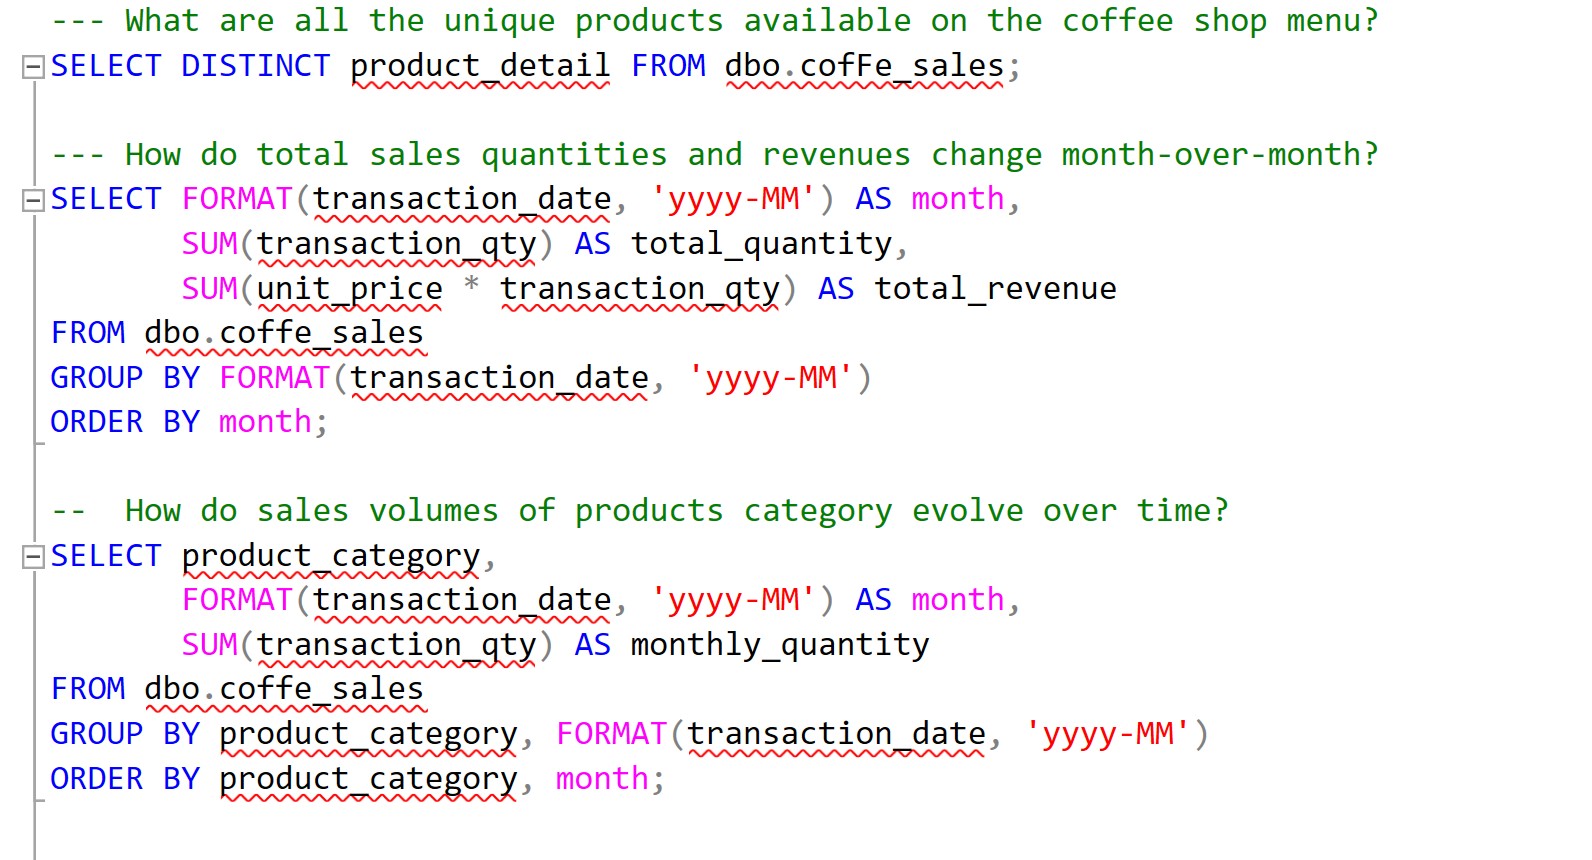 --- What are all the unique products available on the coffee shop menu?
SELECT DISTINCT product_detail FROM dbo.cofFe_sales;
--- How do total sales quantities and revenues change month-over-month?
SELECT FORMAT(transaction_date, 'yyyy-MM') AS month,
SUM(transaction_qty) AS total_quantity,
SUM(unit_price * transaction_qty) AS total_revenue
FROM dbo.coffe_sales
GROUP BY FORMAT(transaction_date, 'yyyy-MM')
ORDER BY month;
--  How do sales volumes of products category evolve over time?
SELECT product_category,
FORMAT(transaction_date, 'yyyy-MM') AS month,
SUM(transaction_qty) AS monthly_quantity
FROM dbo.coffe_sales
GROUP BY product_category, FORMAT(transaction_date, 'yyyy-MM')
ORDER BY product_category, month;